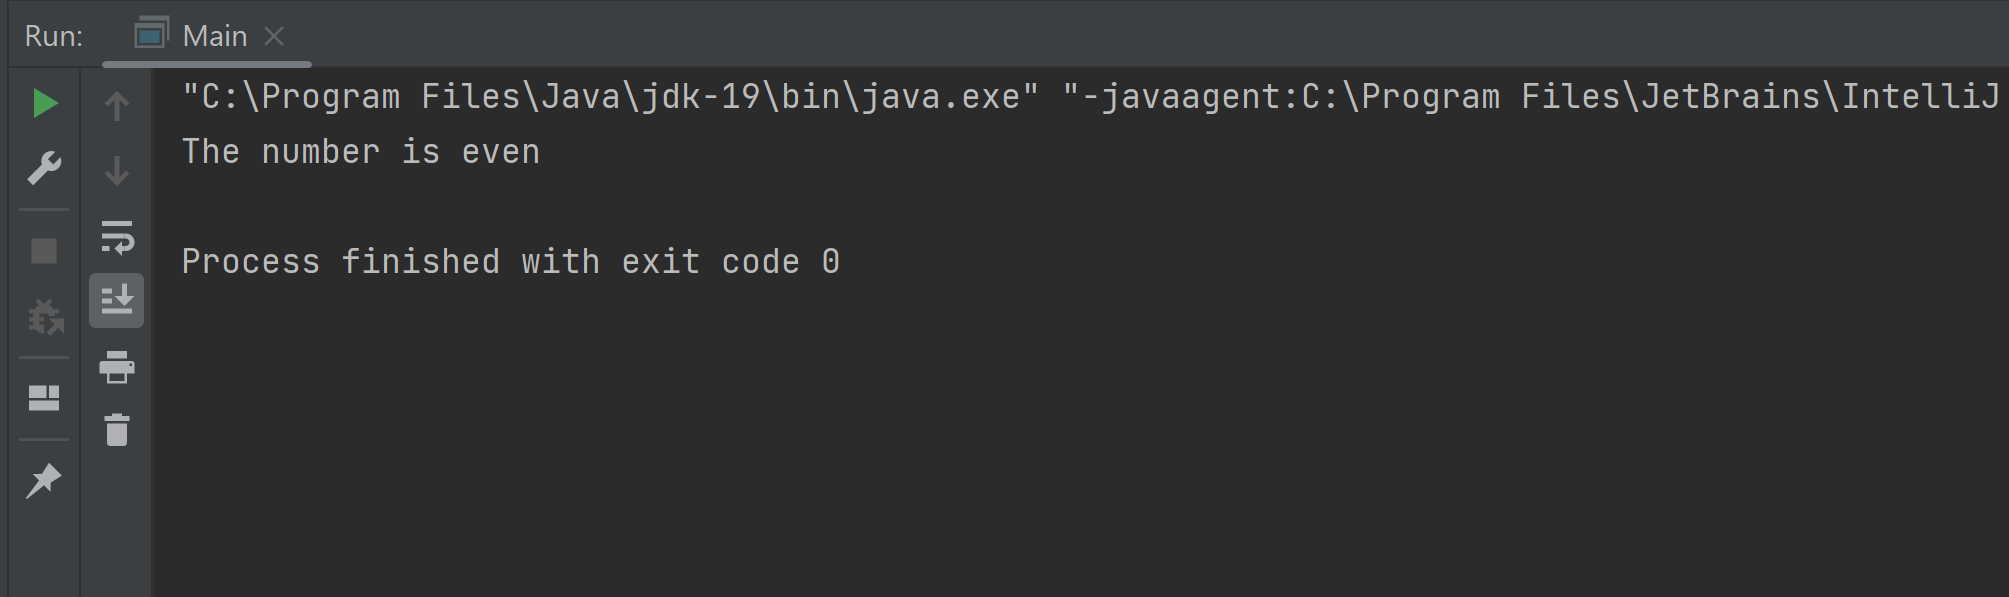 Run: Main
"C:\Program Files\Java\jdk-19\bin\java.exe" "-javaagent:C:\Program Files\JetBrains\IntelliJ
The number is even
Process finished with exit code 0